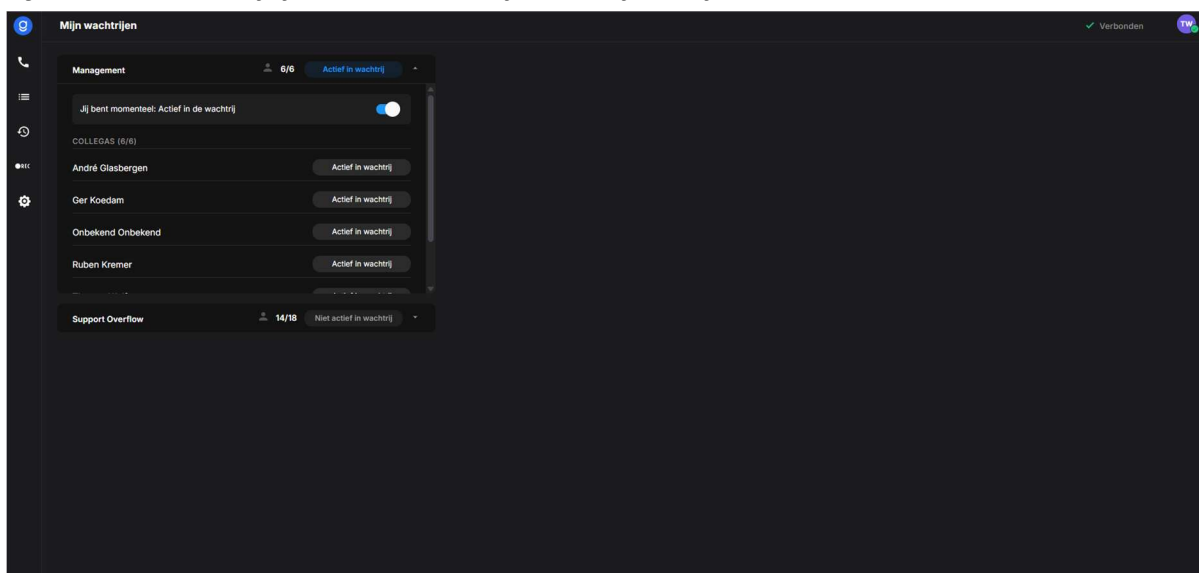 g
Mijn wachtrijen
Verbonden
TW
Management 6/6 Actief in wachtrij
Jij bent momenteel: Actief in de wachtrij
COLLEGAS (6/6)
André Glasbergen Actief in wachtrij
Ger Koedam Actief in wachtrij
REC
Onbekend Onbekend Actief in wachtrij
Ruben Kremer Actief in wachtrij
Support Overflow 14/18 Niet actief in wachtrij